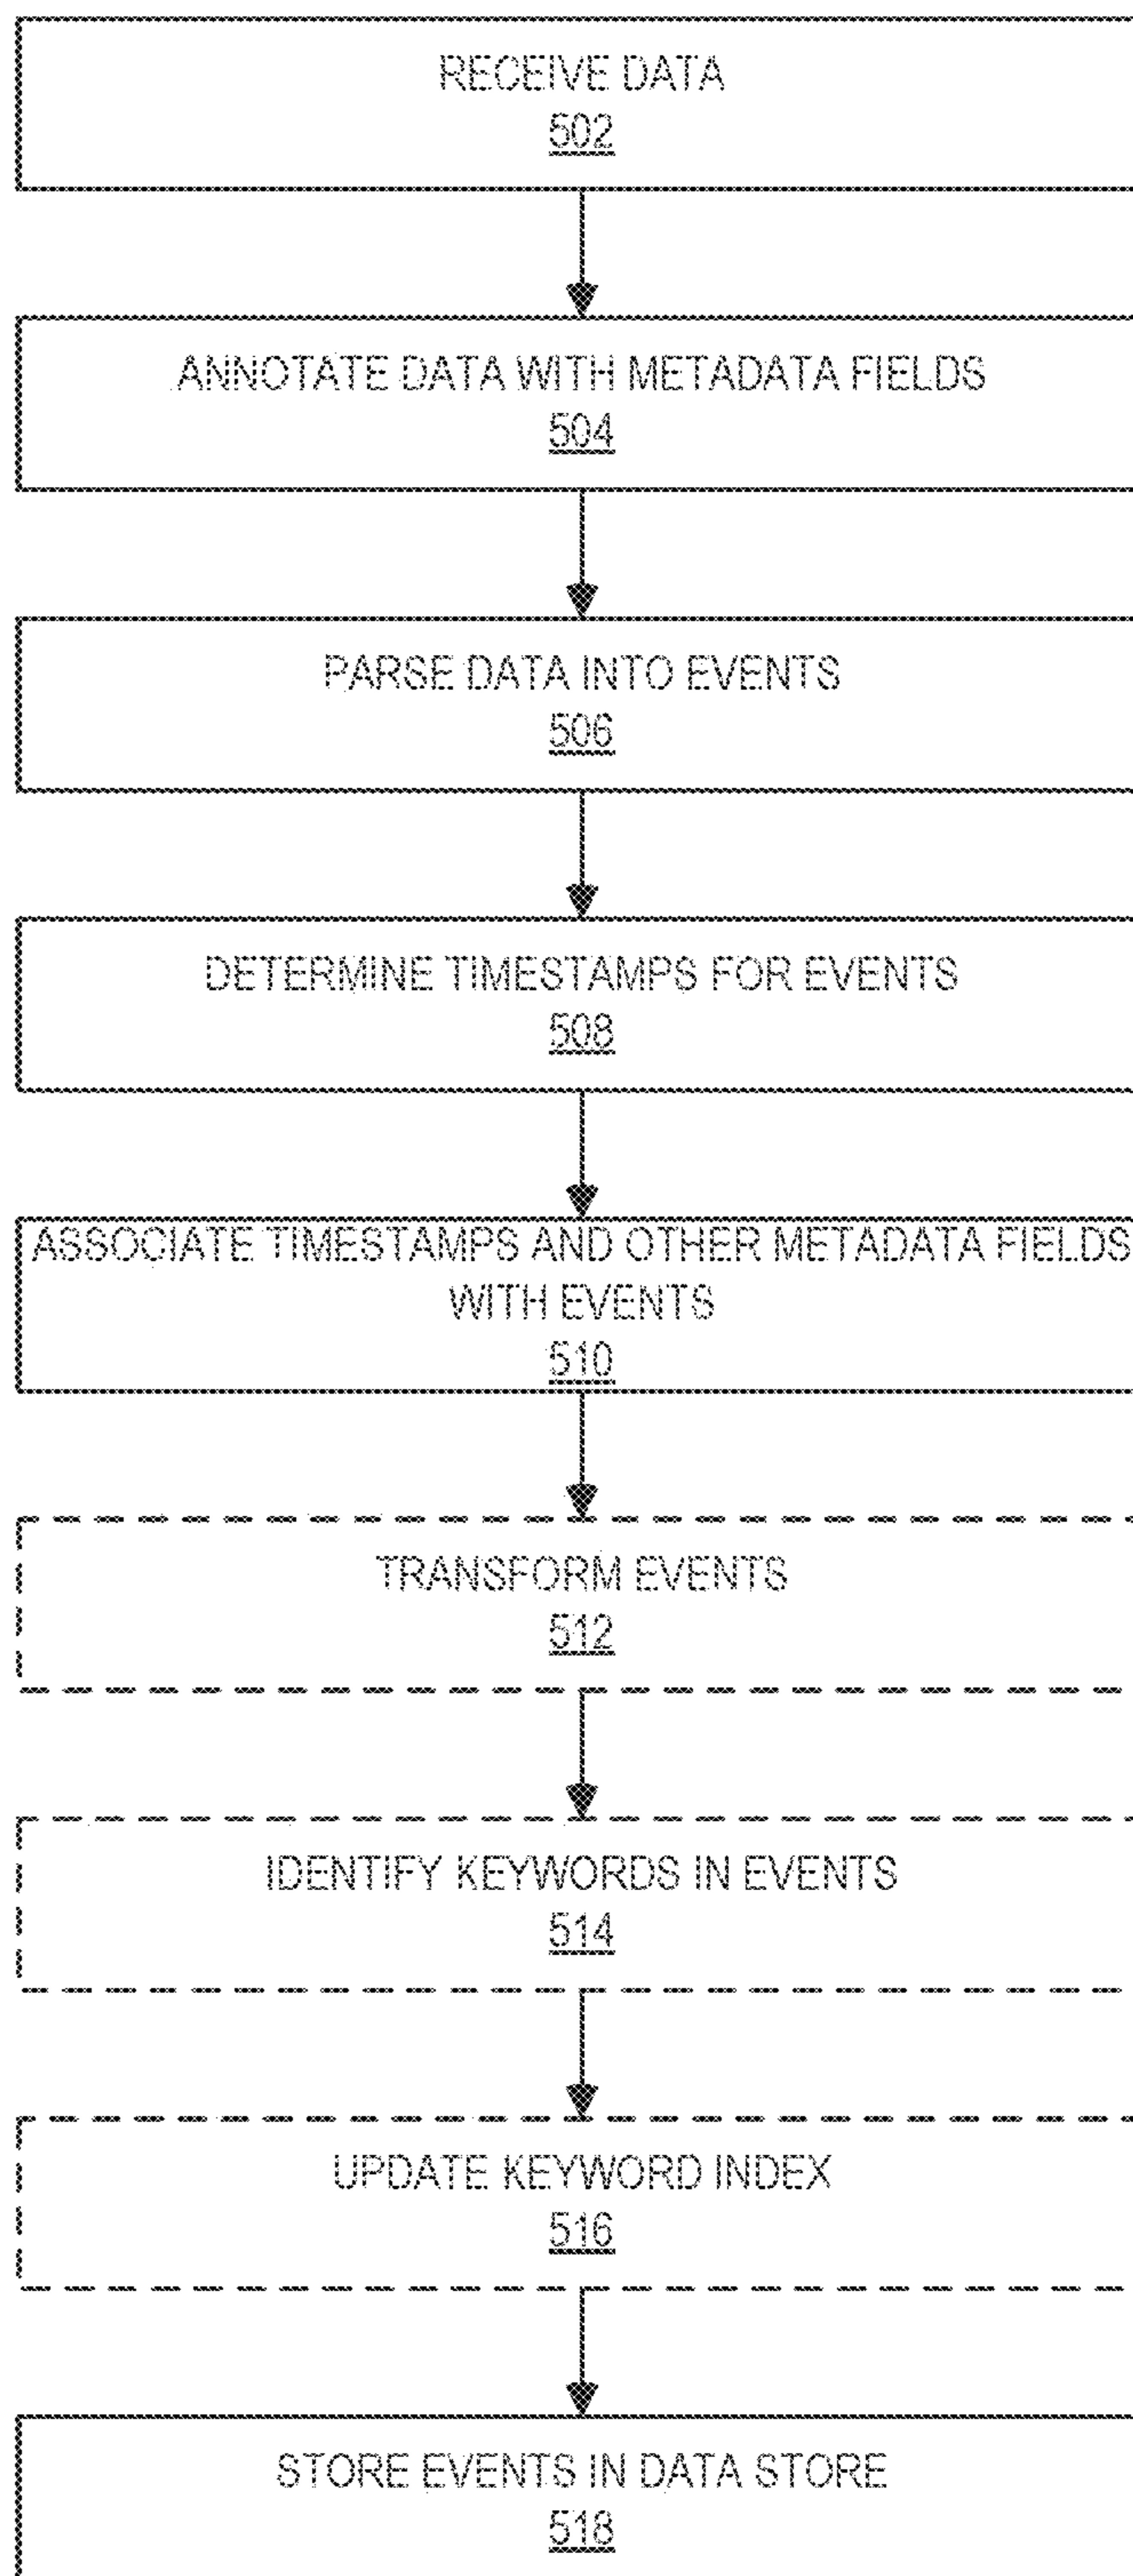 RECEIVE DATA
502
ANNOTATE DATA WITH METADATA FIELDS
504
PARSE DATA INTO EVENTS
506
DETERMINE TIMESTAMPS FOR EVENTS
508
ASSOCIATE TIMESTAMPS AND OTHER METADATA FIELDS
WITH EVENTS
510
TRANSFORM EVENTS
512
IDENTIFY KEYWORDS IN EVENTS
514
UPDATE KEYWORD INDEX
516
STORE EVENTS IN DATA STORE
518